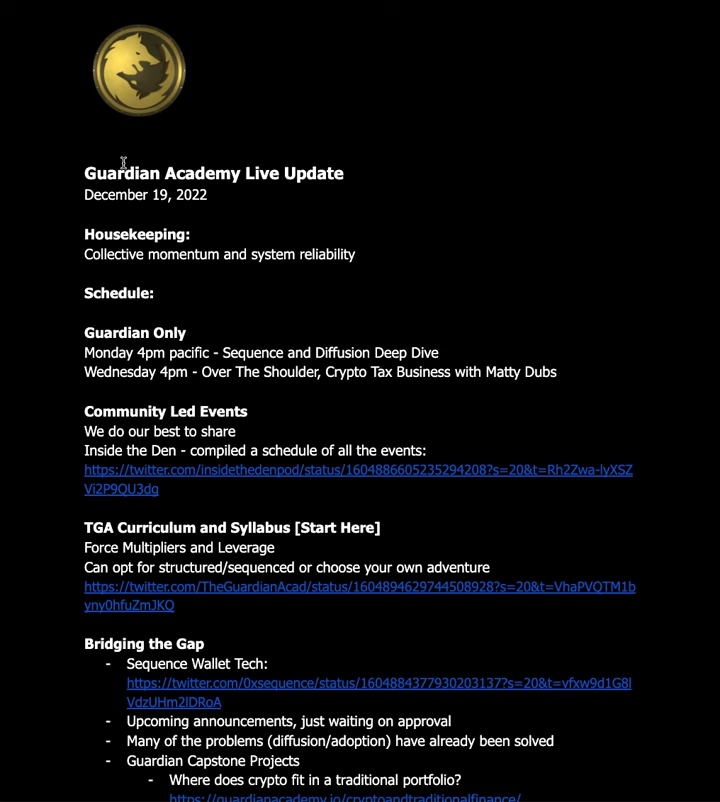 Guardian Academy Live Update
December 19, 2022
Housekeeping:
Collective momentum and system reliability
Schedule:
Guardian Only
Monday 4pm pacific - Sequence and Diffusion Deep Dive
Wednesday 4pm - Over The Shoulder, Crypto Tax Business with Matty Dubs
Community Led Events
We do our best to share
Inside the Den - compiled a schedule of all the events:
https://twitter.com/insidethedenpod/status/1604886605235294208?s=20&t=Rh2Zwa-lyXSZ
Vi2P9QU3dg
TGA Curriculum and Syllabus [Start Here]
Force Multipliers and Leverage
Can opt for structured/sequenced or choose your own adventure
https://twitter.com/TheGuardianAcad/status/1604894629744508928?s=20&t=VhaPVQTM1b
yny0hfuZmJKQ
Bridging the Gap
- Sequence Wallet Tech:
https://twitter.com/0xsequence/status/1604884377930203137?s=20&t=vfxw9d1G8l
VdzUHm2lDRoA
- Upcoming announcements, just waiting on approval
- Many of the problems (diffusion/adoption) have already been solved
- Guardian Capstone Projects
- Where does crypto fit in a traditional portfolio?
https://guardianacademy.io/cryptoandtraditionalfinance/